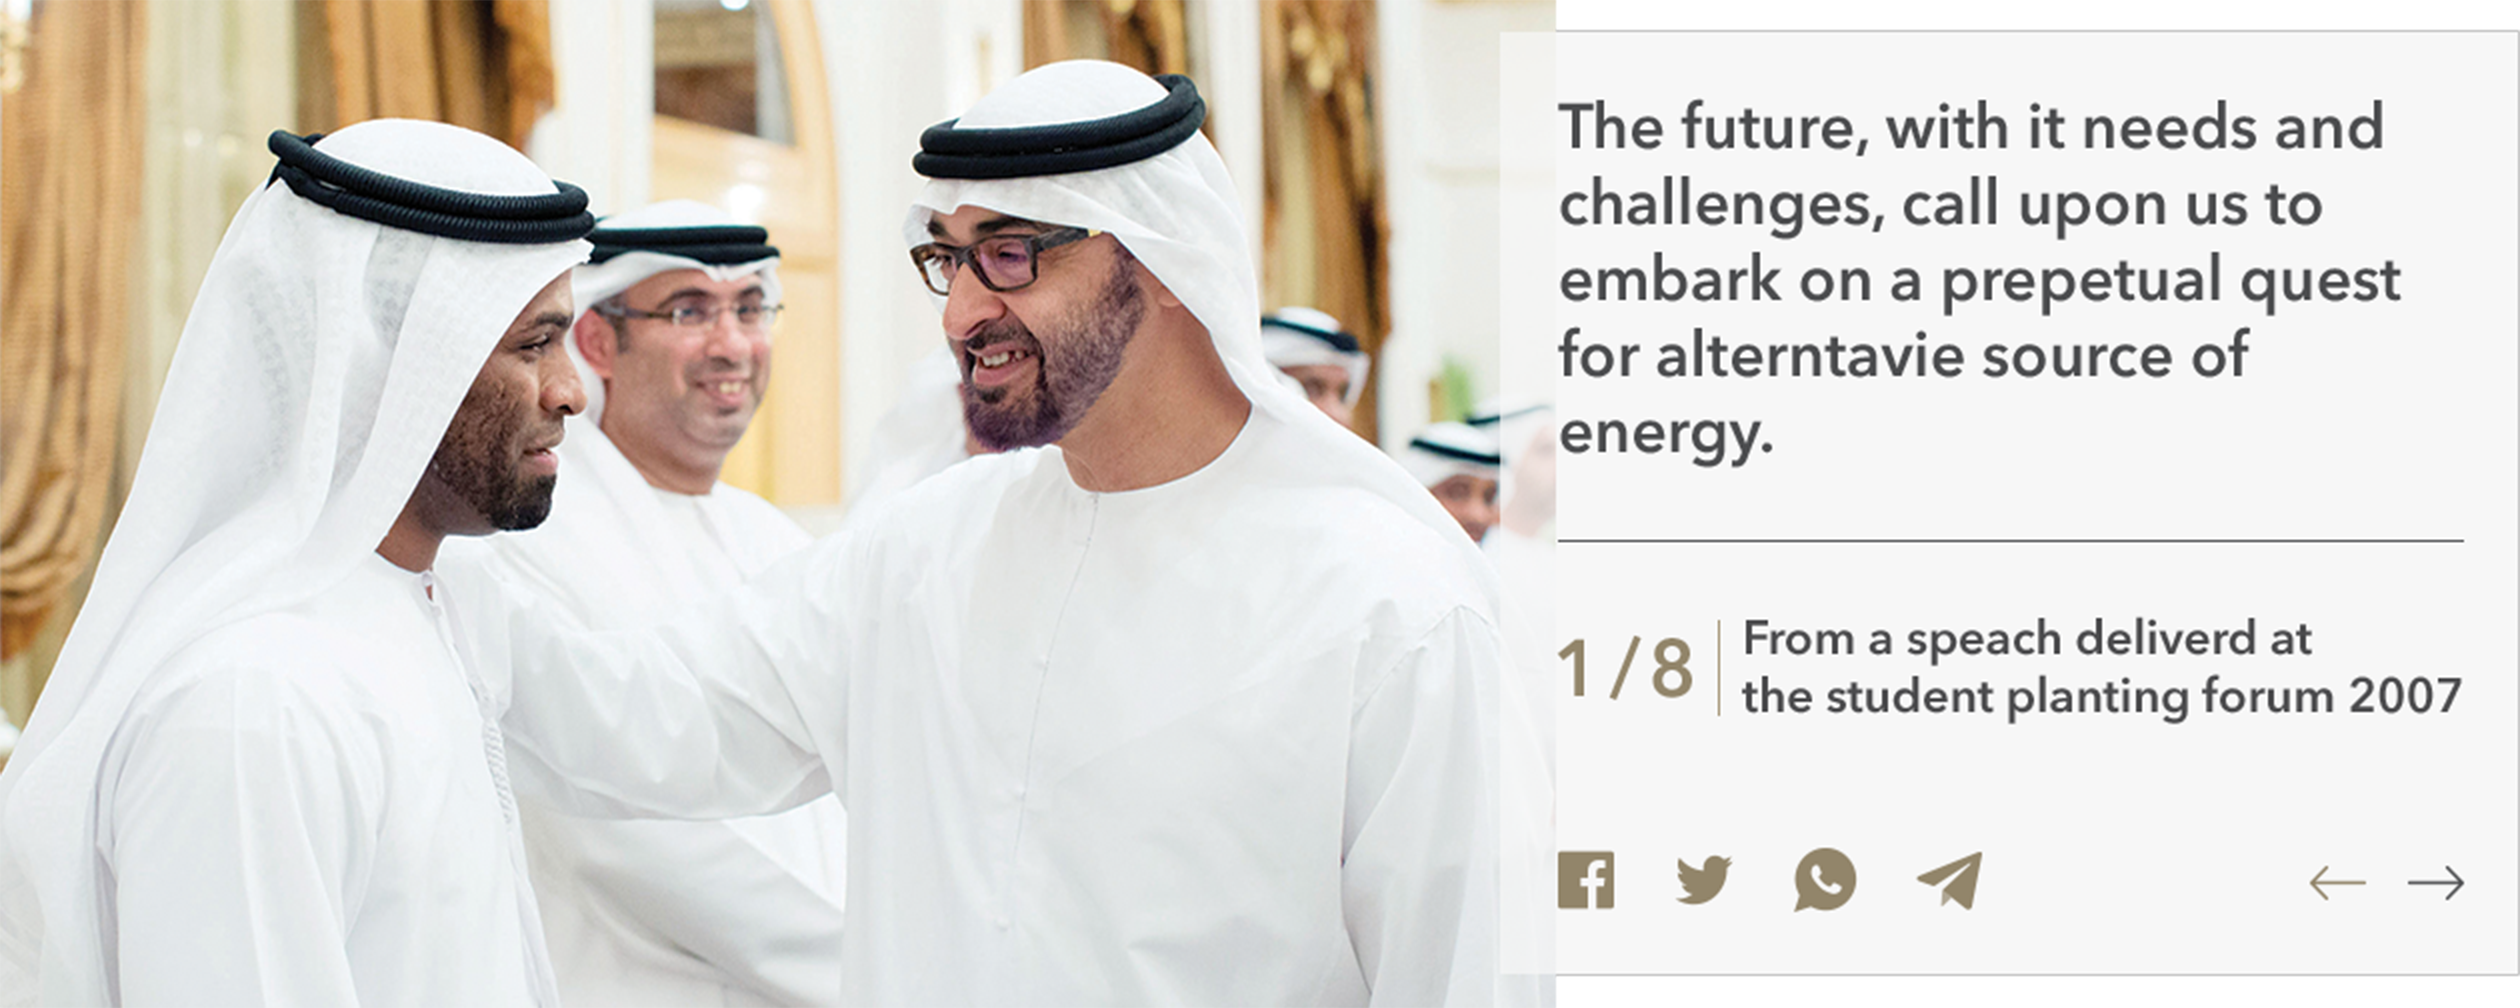 The future, with it needs and
challenges, call upon us to
embark on a prepetual quest
for alterntavie source of
energy.
1/8
From a speach deliverd at
the student planting forum 2007